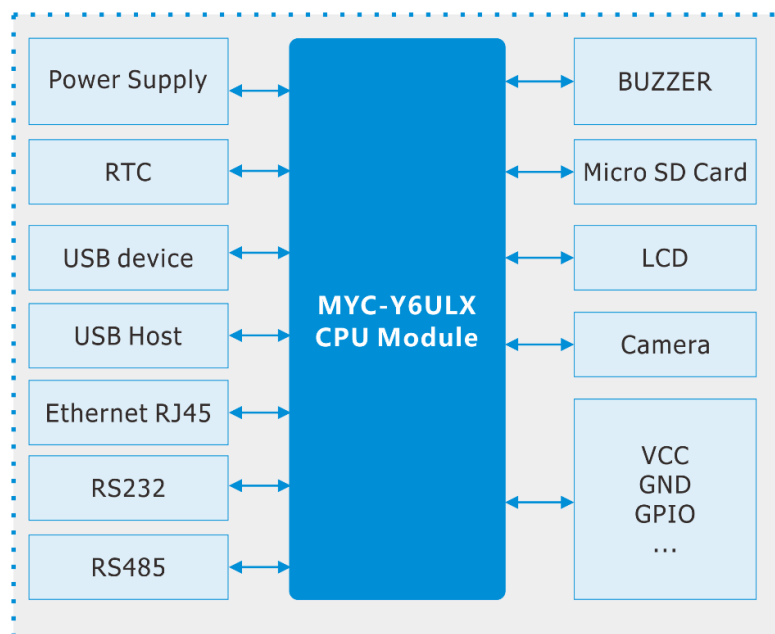 Power Supply
RTC
USB device
USB Host
Ethernet RJ45
RS232
RS485
MYC-Y6ULX
CPU Module
BUZZER
Micro SD Card
LCD
Camera
VCC
GND
GPIO
...